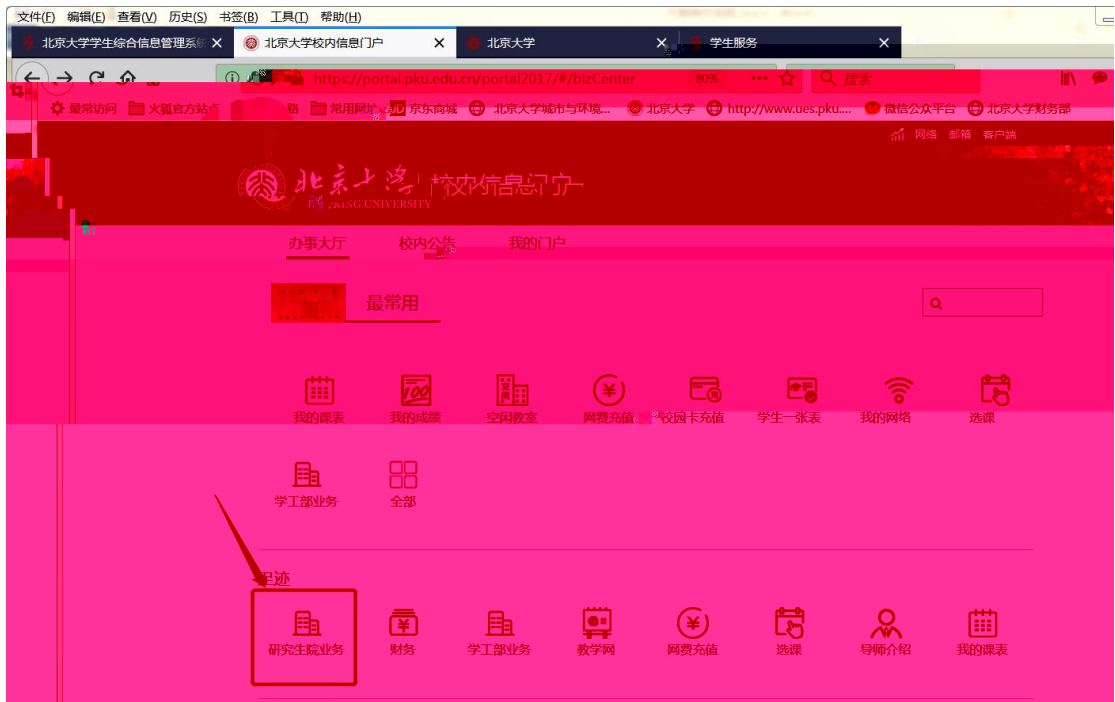 文件(F) 编辑(E) 查看(V) 历史(S) 书签(B) 工具(T) 帮助(H)
北京大学学生综合信息管理系统 北京大学校内信息门户 北京大学 学生服务
https://portal.pku.edu.cn/portal2017/#/bizCenter 80% 搜索
最常访问 火狐官方站点 常用网址 JD 京东商城 北京大学城市与环境... 北京大学 http://www.ues.pku.... 微信公众平台 北京大学财务部
网络 邮箱 客户端
北京大学 校内信息门户
PEKING UNIVERSITY
办事大厅 校内公告 我的门户
最常用
我的课表 我的成绩 空闲教室 网费充值 校园卡充值 学生一张表 我的网络 选课
学工部业务 全部
足迹
研究生院业务 财务 学工部业务 教学网 网费充值 选课 导师介绍 我的课表